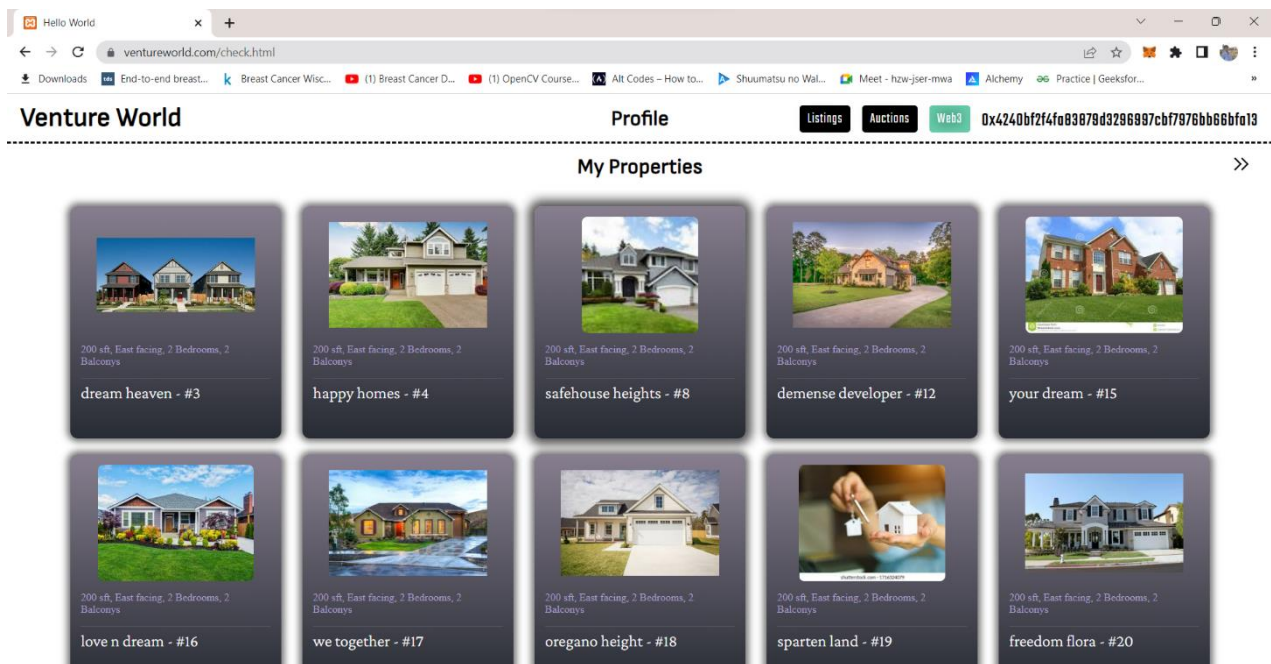 Hello World
ventureworld.com/check.html
Downloads
End-to-end breast...
Breast Cancer Wisc...
(1) Breast Cancer D...
(1) OpenCV Course...
Alt Codes – How to...
Shuumatsu no Wal...
Meet - hzw-jser-mwa
Alchemy
Practice | Geeksfor...
Venture World
Profile
Listings
Auctions
Web3
0x4240bf2f4fa83879d3296997cbf7976bb66bfa13
My Properties
200 sft, East facing, 2 Bedrooms, 2
Balconys
dream heaven - #3
200 sft, East facing, 2 Bedrooms, 2
Balconys
happy homes - #4
200 sft, East facing, 2 Bedrooms, 2
Balconys
safehouse heights - #8
200 sft, East facing, 2 Bedrooms, 2
Balconys
demense developer - #12
200 sft, East facing, 2 Bedrooms, 2
Balconys
your dream - #15
200 sft, East facing, 2 Bedrooms, 2
Balconys
love n dream - #16
200 sft, East facing, 2 Bedrooms, 2
Balconys
we together - #17
200 sft, East facing, 2 Bedrooms, 2
Balconys
oregano height - #18
shutterstock.com · 1716004079
200 sft, East facing, 2 Bedrooms, 2
Balconys
sparten land - #19
200 sft, East facing, 2 Bedrooms, 2
Balconys
freedom flora - #20